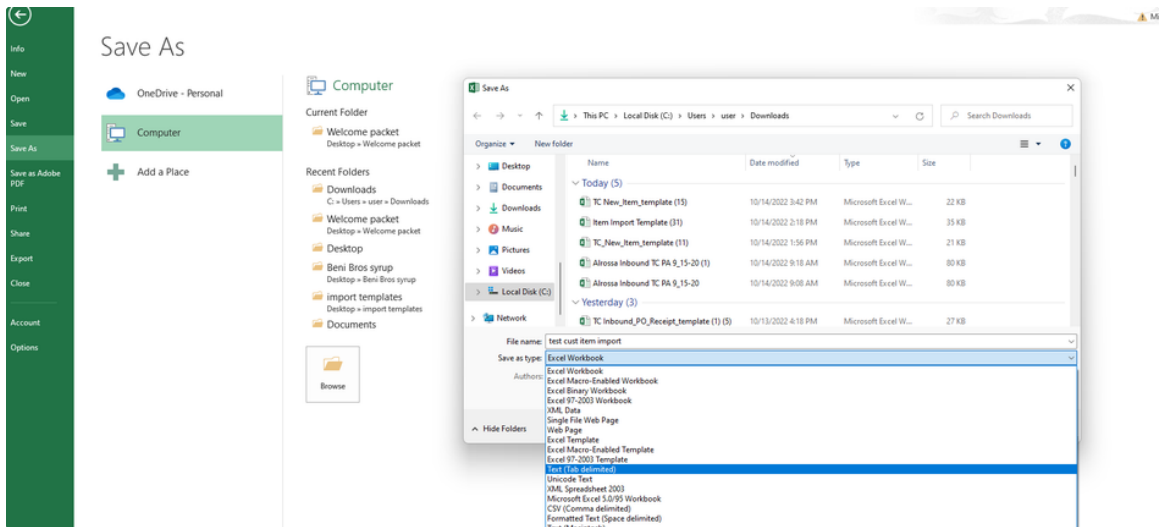 Mi
Info
New
Open
Save
Save As
Save as Adobe
PDF
Print
Share
Export
Close
Account
Options
Save As
OneDrive - Personal
Computer
Add a Place
Computer
Current Folder
Welcome packet
Desktop » Welcome packet
Recent Folders
Downloads
C: » Users » user » Downloads
Welcome packet
Desktop » Welcome packet
Desktop
Beni Bros syrup
Desktop » Beni Bros syrup
import templates
Desktop » import templates
Documents
Browse
Save As
This PC > Local Disk (C:) > Users > user > Downloads
Search Downloads
Organize
New folder
Desktop
Documents
Downloads
Music
Pictures
Videos
Local Disk (C:)
Network
Name Date modified Type Size
Today (5)
TC New_Item_template (15) 10/14/2022 3:42 PM Microsoft Excel W... 22 KB
Item Import Template (31) 10/14/2022 2:18 PM Microsoft Excel W... 35 KB
TC_New_Item_template (11) 10/14/2022 1:56 PM Microsoft Excel W... 21 KB
Alrossa Inbound TC PA 9_15-20 (1) 10/14/2022 9:18 AM Microsoft Excel W... 80 KB
Alrossa Inbound TC PA 9_15-20 10/14/2022 9:08 AM Microsoft Excel W... 80 KB
Yesterday (3)
TC Inbound_PO_Receipt_template (1) (5) 10/13/2022 4:18 PM Microsoft Excel W... 27 KB
File name: test cust item import
Save as type: Excel Workbook
Authors:
Hide Folders
Excel Workbook
Excel Macro-Enabled Workbook
Excel Binary Workbook
Excel 97-2003 Workbook
XML Data
Single File Web Page
Web Page
Excel Template
Excel Macro-Enabled Template
Excel 97-2003 Template
Text (Tab delimited)
Unicode Text
XML Spreadsheet 2003
Microsoft Excel 5.0/95 Workbook
CSV (Comma delimited)
Formatted Text (Space delimited)